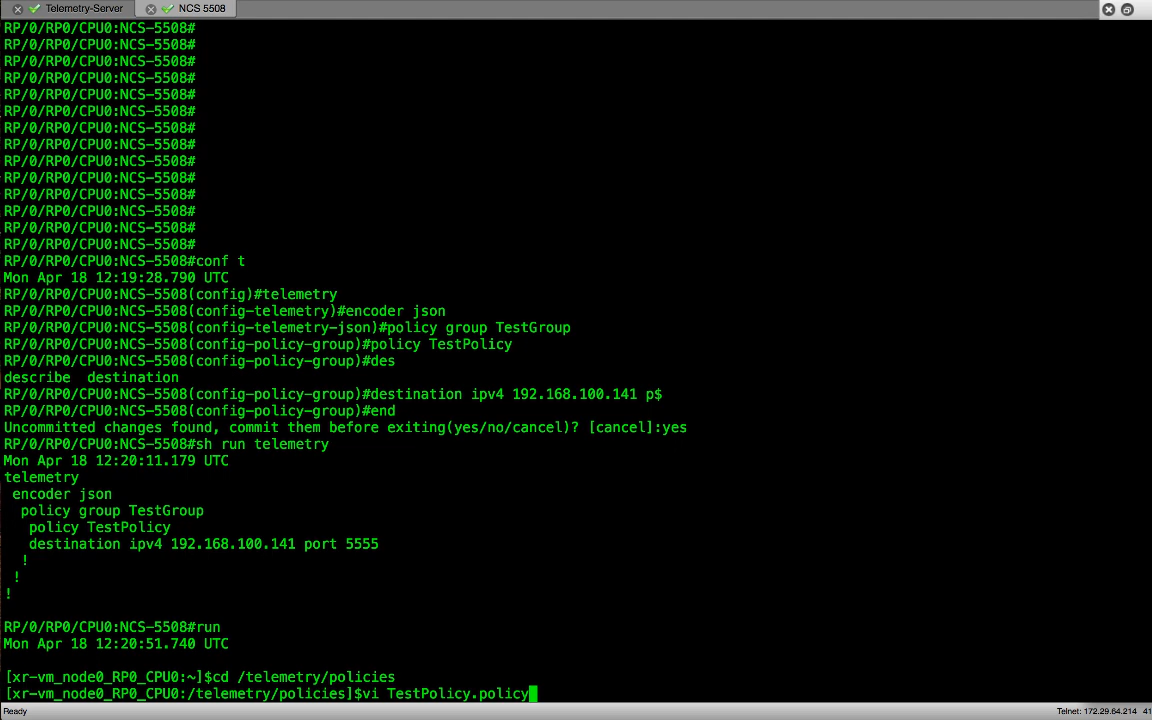 Telemetry-Server NCS 5508
RP/0/RP0/CPU0:NCS-5508#
RP/0/RP0/CPU0:NCS-5508#
RP/0/RP0/CPU0:NCS-5508#
RP/0/RP0/CPU0:NCS-5508#
RP/0/RP0/CPU0:NCS-5508#
RP/0/RP0/CPU0:NCS-5508#
RP/0/RP0/CPU0:NCS-5508#
RP/0/RP0/CPU0:NCS-5508#
RP/0/RP0/CPU0:NCS-5508#
RP/0/RP0/CPU0:NCS-5508#
RP/0/RP0/CPU0:NCS-5508#
RP/0/RP0/CPU0:NCS-5508#
RP/0/RP0/CPU0:NCS-5508#
RP/0/RP0/CPU0:NCS-5508#
RP/0/RP0/CPU0:NCS-5508#conf t
Mon Apr 18 12:19:28.790 UTC
RP/0/RP0/CPU0:NCS-5508(config)#telemetry
RP/0/RP0/CPU0:NCS-5508(config-telemetry)#encoder json
RP/0/RP0/CPU0:NCS-5508(config-telemetry-json)#policy group TestGroup
RP/0/RP0/CPU0:NCS-5508(config-policy-group)#policy TestPolicy
RP/0/RP0/CPU0:NCS-5508(config-policy-group)#des
describe  destination
RP/0/RP0/CPU0:NCS-5508(config-policy-group)#destination ipv4 192.168.100.141 p$
RP/0/RP0/CPU0:NCS-5508(config-policy-group)#end
Uncommitted changes found, commit them before exiting(yes/no/cancel)? [cancel]:yes
RP/0/RP0/CPU0:NCS-5508#sh run telemetry
Mon Apr 18 12:20:11.179 UTC
telemetry
 encoder json
  policy group TestGroup
   policy TestPolicy
   destination ipv4 192.168.100.141 port 5555
  !
 !
!
RP/0/RP0/CPU0:NCS-5508#run
Mon Apr 18 12:20:51.740 UTC
[xr-vm_node0_RP0_CPU0:~]$cd /telemetry/policies
[xr-vm_node0_RP0_CPU0:/telemetry/policies]$vi TestPolicy.policy
Ready Telnet: 172.29.64.214 41